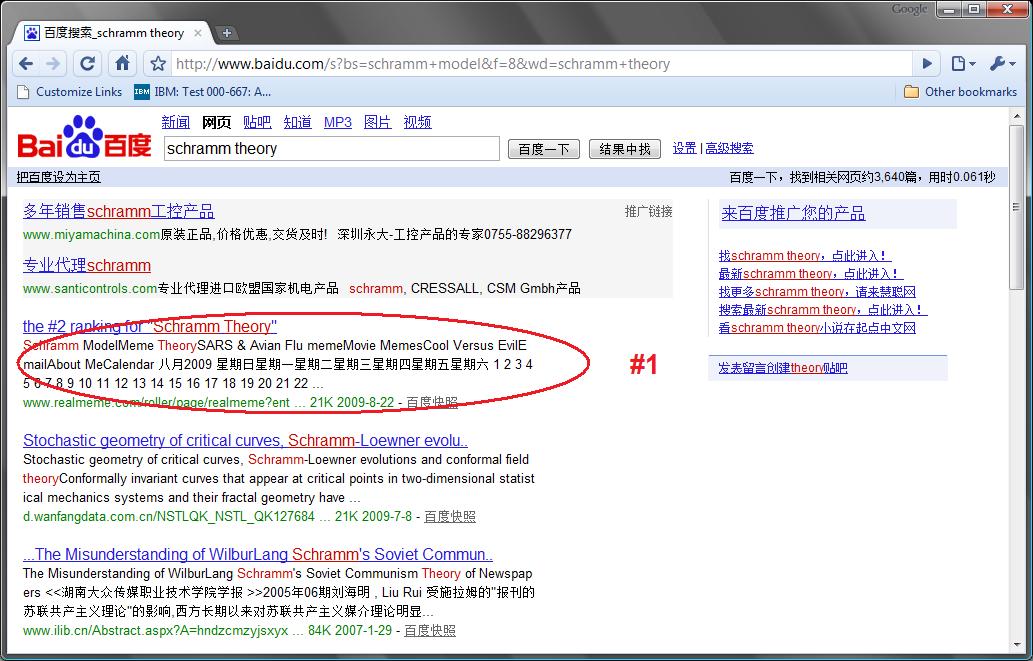 Google
百度搜索_schramm theory
http://www.baidu.com/s?bs=schramm+model&f=8&wd=schramm+theory
Customize Links IBM: Test 000-667: A... Other bookmarks
Bai du 百度
新闻 网页 贴吧 知道 MP3 图片 视频
schramm theory 百度一下 结果中找 设置 | 高级搜索
把百度设为主页 百度一下，找到相关网页约3,640篇，用时0.061秒
多年销售schramm工控产品 推广链接
www.miyamachina.com原装正品,价格优惠,交货及时! 深圳永大-工控产品的专家0755-88296377
专业代理schramm
www.santicontrols.com专业代理进口欧盟国家机电产品 schramm, CRESSALL, CSM Gmbh产品
the #2 ranking for "Schramm Theory"
Schramm ModelMeme TheorySARS & Avian Flu memeMovie MemesCool Versus EvilE
mailAbout MeCalendar 八月2009 星期日星期一星期二星期三星期四星期五星期六 1 2 3 4
5 6 7 8 9 10 11 12 13 14 15 16 17 18 19 20 21 22 ...
www.realmeme.com/roller/page/realmeme?ent ... 21K 2009-8-22 - 百度快照
#1
Stochastic geometry of critical curves, Schramm-Loewner evolu..
Stochastic geometry of critical curves, Schramm-Loewner evolutions and conformal field
theoryConformally invariant curves that appear at critical points in two-dimensional statist
ical mechanics systems and their fractal geometry have ...
d.wanfangdata.com.cn/NSTLQK_NSTL_QK127684 ... 21K 2009-7-8 - 百度快照
...The Misunderstanding of WilburLang Schramm's Soviet Commun..
The Misunderstanding of WilburLang Schramm's Soviet Communism Theory of Newspap
ers <<湖南大众传媒职业技术学院学报 >>2005年06期刘海明 , Liu Rui 受施拉姆的"报刊的
苏联共产主义理论"的影响,西方长期以来对苏联共产主义媒介理论明显...
www.ilib.cn/Abstract.aspx?A=hndzcmzyjsxyx ... 84K 2007-1-29 - 百度快照
来百度推广您的产品
找schramm theory，点此进入！
最新schramm theory，点此进入！
找更多schramm theory，请来慧聪网
搜索最新schramm theory，点此进入！
看schramm theory小说在起点中文网
发表留言创建theory贴吧